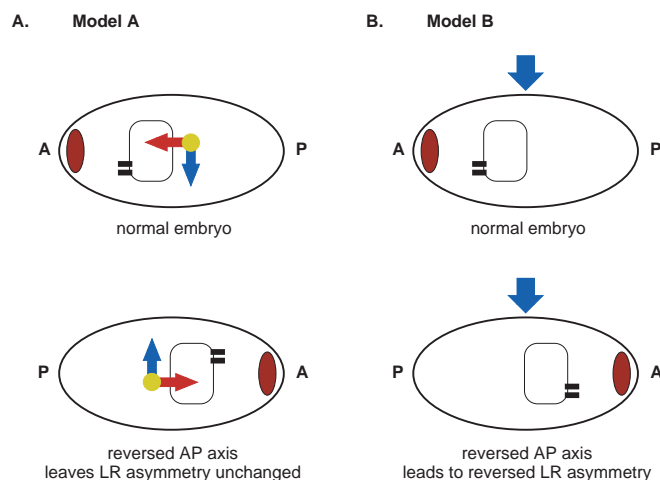 A. Model A
A P
normal embryo
P A
reversed AP axis
leaves LR asymmetry unchanged
B. Model B
A P
normal embryo
P A
reversed AP axis
leads to reversed LR asymmetry